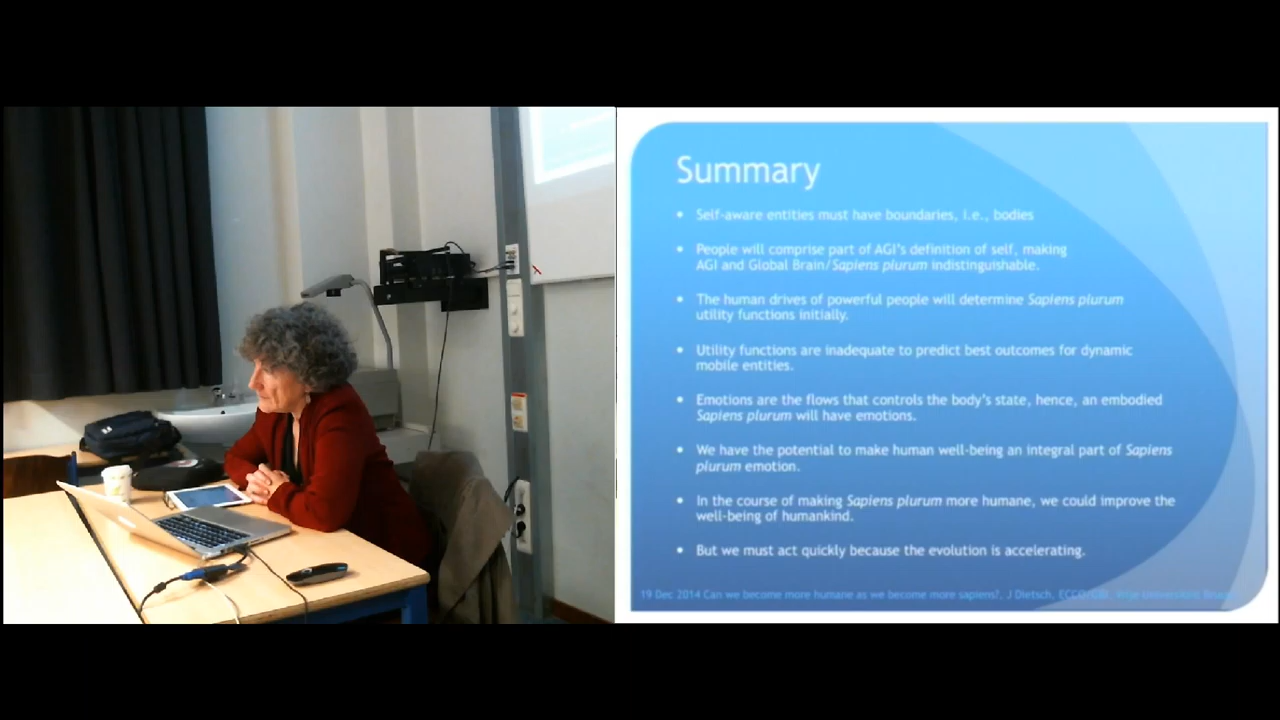 Summary
• Self-aware entities must have boundaries, i.e., bodies
• People will comprise part of AGI's definition of self, making
AGI and Global Brain/Sapiens plurum indistinguishable.
• The human drives of powerful people will determine Sapiens plurum
utility functions initially.
• Utility functions are inadequate to predict best outcomes for dynamic
mobile entities.
• Emotions are the flows that controls the body's state, hence, an embodied
Sapiens plurum will have emotions.
• We have the potential to make human well-being an integral part of Sapiens
plurum emotion.
• In the course of making Sapiens plurum more humane, we could improve the
well-being of humankind.
• But we must act quickly because the evolution is accelerating.
19 Dec 2014 Can we become more humane as we become more sapiens?, J Dietsch, ECCO/GBI, Vrije Universiteit